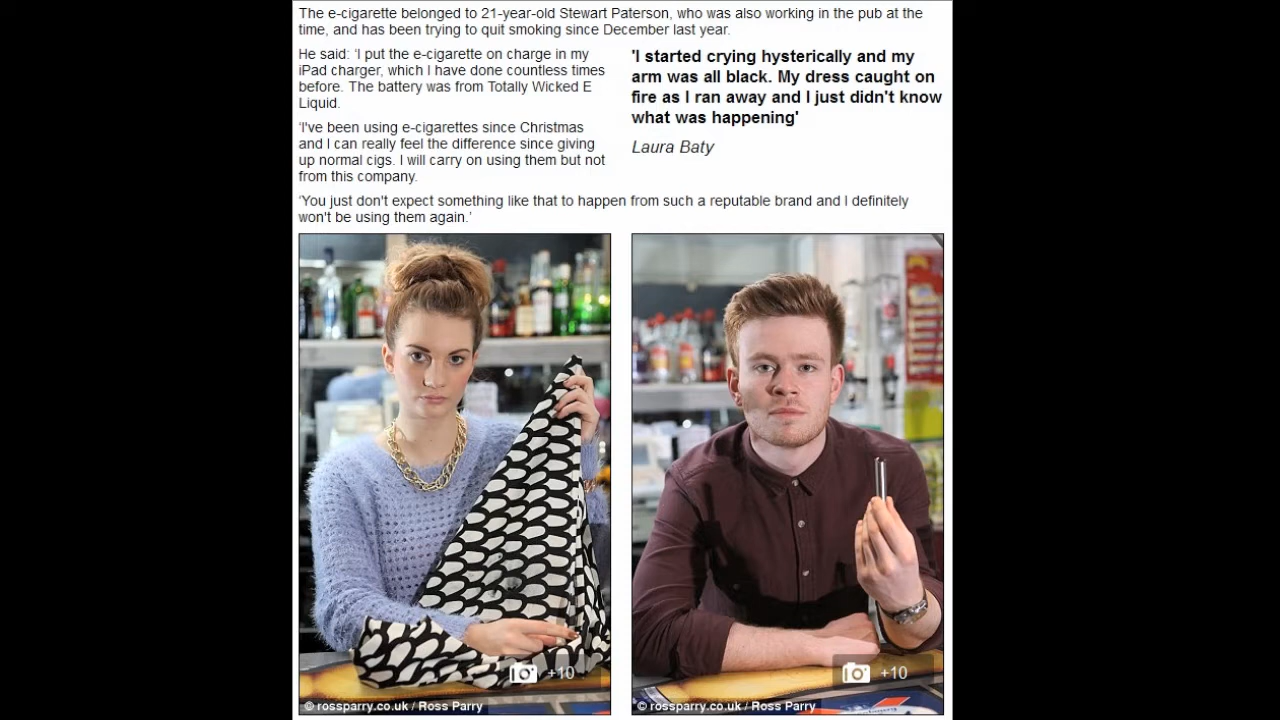 The e-cigarette belonged to 21-year-old Stewart Paterson, who was also working in the pub at the
time, and has been trying to quit smoking since December last year.
He said: ‘I put the e-cigarette on charge in my
iPad charger, which I have done countless times
before. The battery was from Totally Wicked E
Liquid.
‘I've been using e-cigarettes since Christmas
and I can really feel the difference since giving
up normal cigs. I will carry on using them but not
from this company.
'I started crying hysterically and my
arm was all black. My dress caught on
fire as I ran away and I just didn't know
what was happening'
Laura Baty
‘You just don't expect something like that to happen from such a reputable brand and I definitely
won't be using them again.’
+10
© rossparry.co.uk / Ross Parry
+10
© rossparry.co.uk / Ross Parry